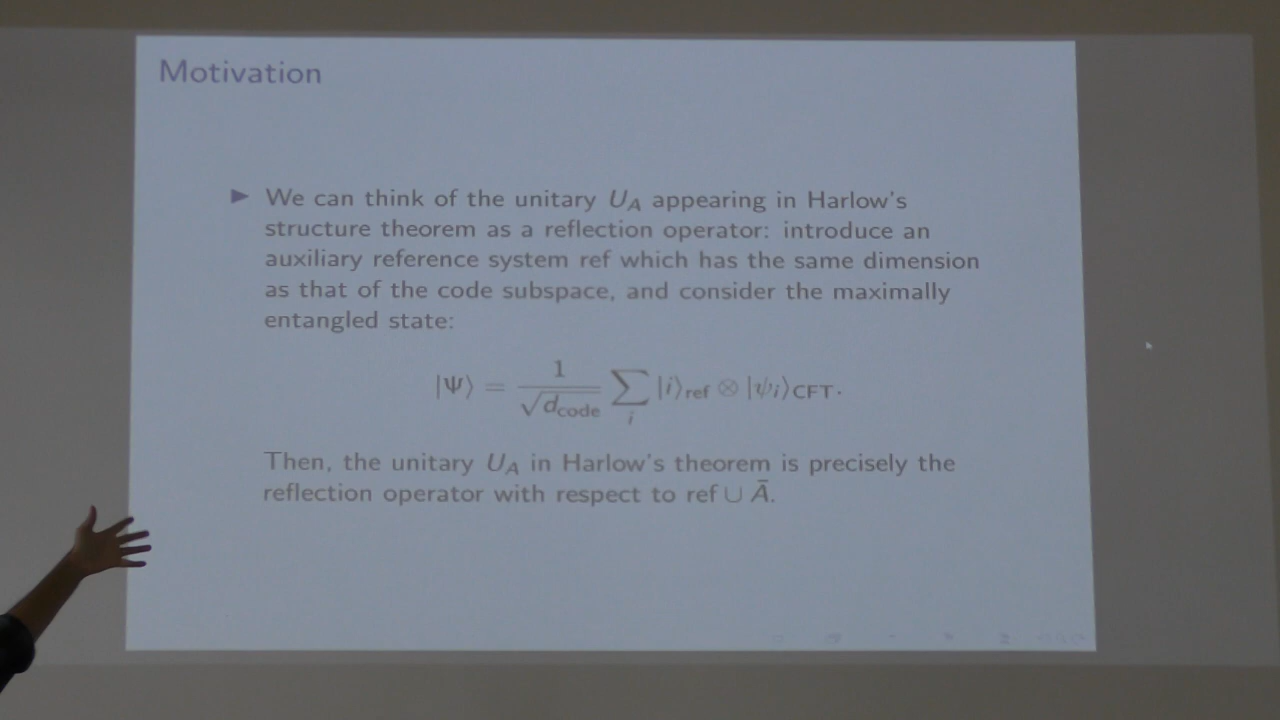 Motivation
▶ We can think of the unitary U_A appearing in Harlow's
structure theorem as a reflection operator: introduce an
auxiliary reference system ref which has the same dimension
as that of the code subspace, and consider the maximally
entangled state:
|Ψ⟩ = 1/√d_code ∑_i |i⟩_ref ⊗ |ψ_i⟩_CFT.
Then, the unitary U_A in Harlow's theorem is precisely the
reflection operator with respect to ref ∪ Ā.